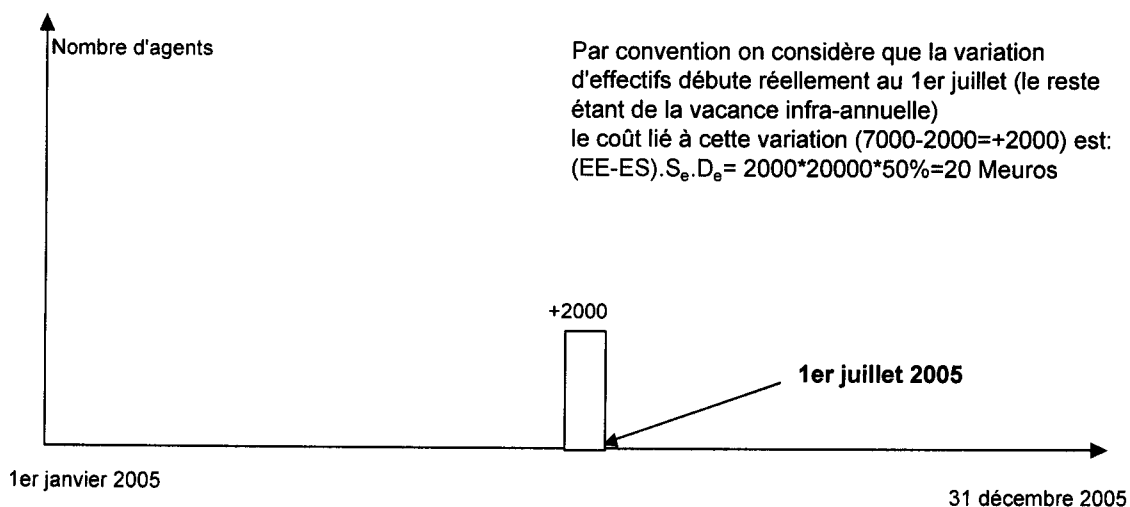 Nombre d'agents
Par convention on considère que la variation
d'effectifs débute réellement au 1er juillet (le reste
étant de la vacance infra-annuelle)
le coût lié à cette variation (7000-2000=+2000) est:
(EE-ES).Se.De= 2000*20000*50%=20 Meuros
+2000
1er juillet 2005
1er janvier 2005
31 décembre 2005